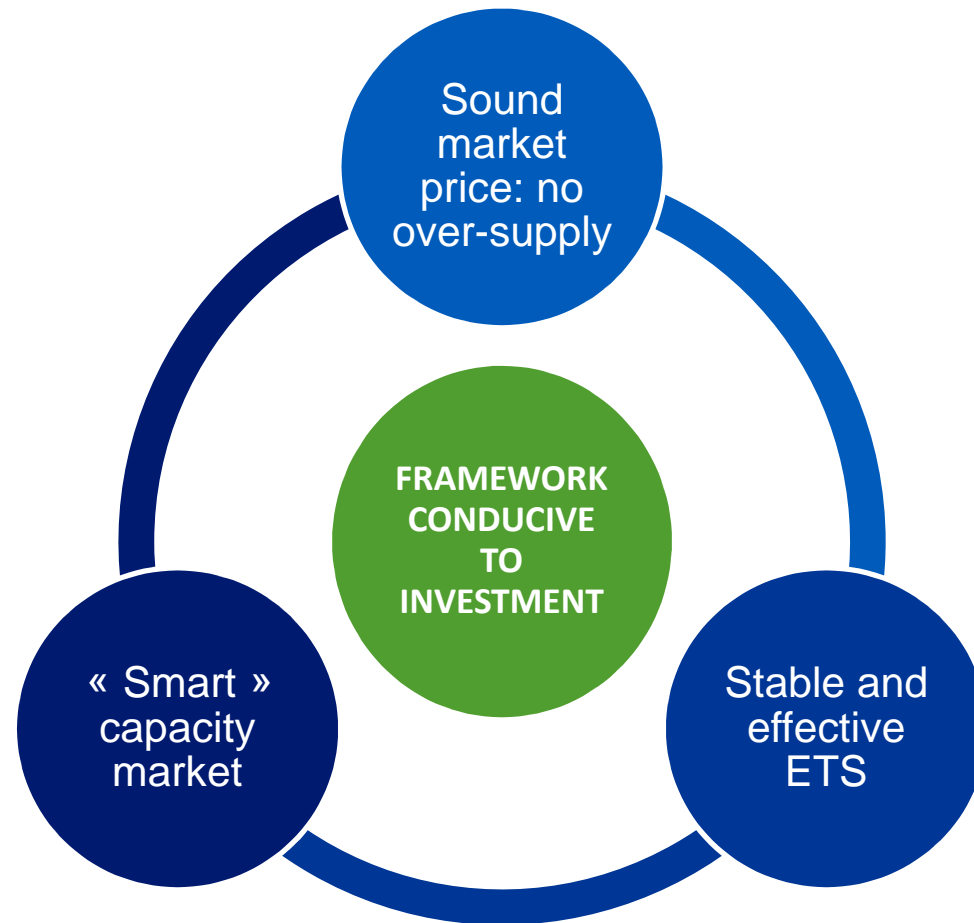 Sound
market
price: no
over-supply
FRAMEWORK
CONDUCIVE
TO
INVESTMENT
« Smart »
capacity
market
Stable and
effective
ETS